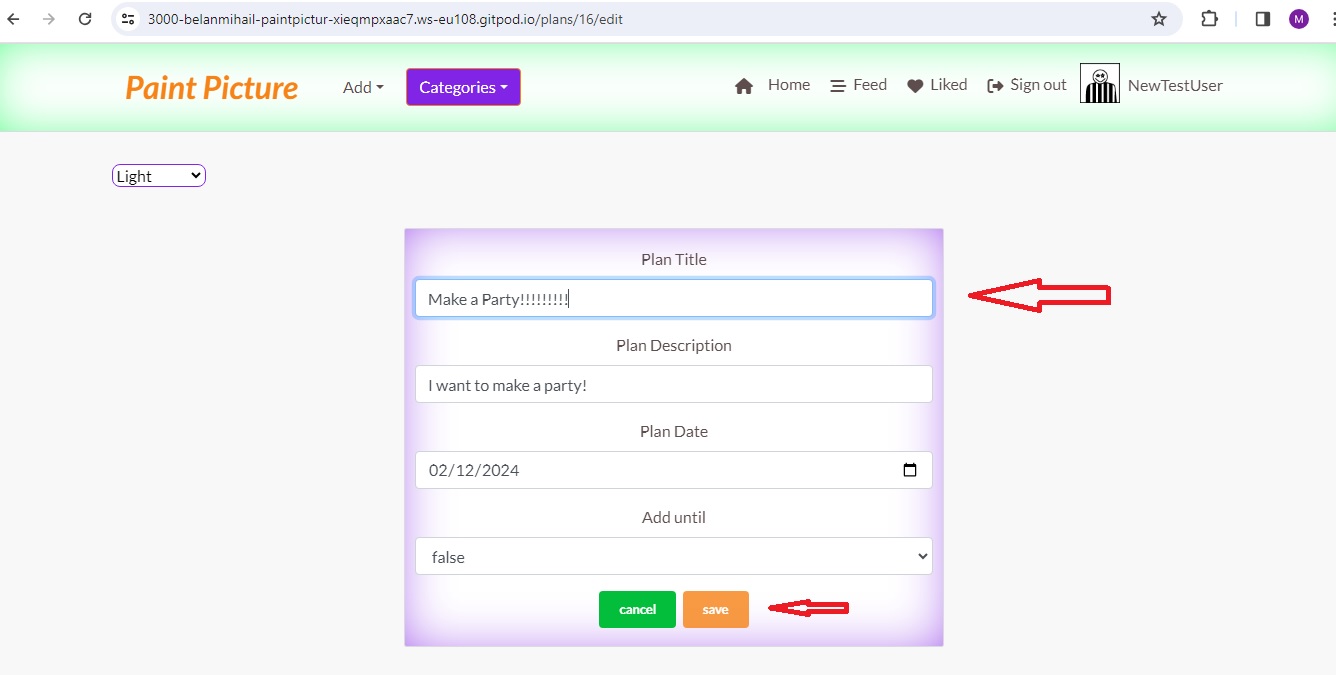 3000-belanmihail-paintpictur-xieqmpxaac7.ws-eu108.gitpod.io/plans/16/edit
M
Paint Picture
Add
Categories
Home
Feed
Liked
Sign out
NewTestUser
Light
Plan Title
Make a Party!!!!!!!!!
Plan Description
I want to make a party!
Plan Date
02/12/2024
Add until
false
cancel
save